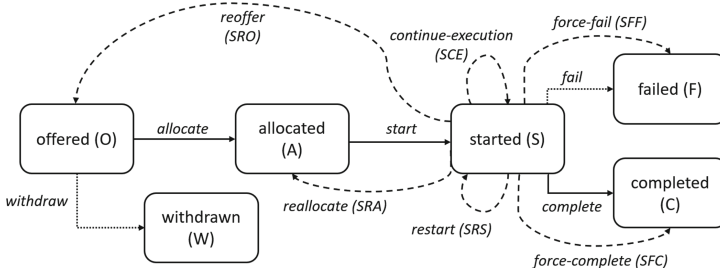 reoffer
(SRO)
continue-execution
(SCE)
force-fail (SFF)
fail
failed (F)
offered (O)
allocate
allocated
(A)
start
started (S)
completed
(C)
withdraw
withdrawn
(W)
reallocate (SRA)
restart (SRS)
complete
force-complete (SFC)